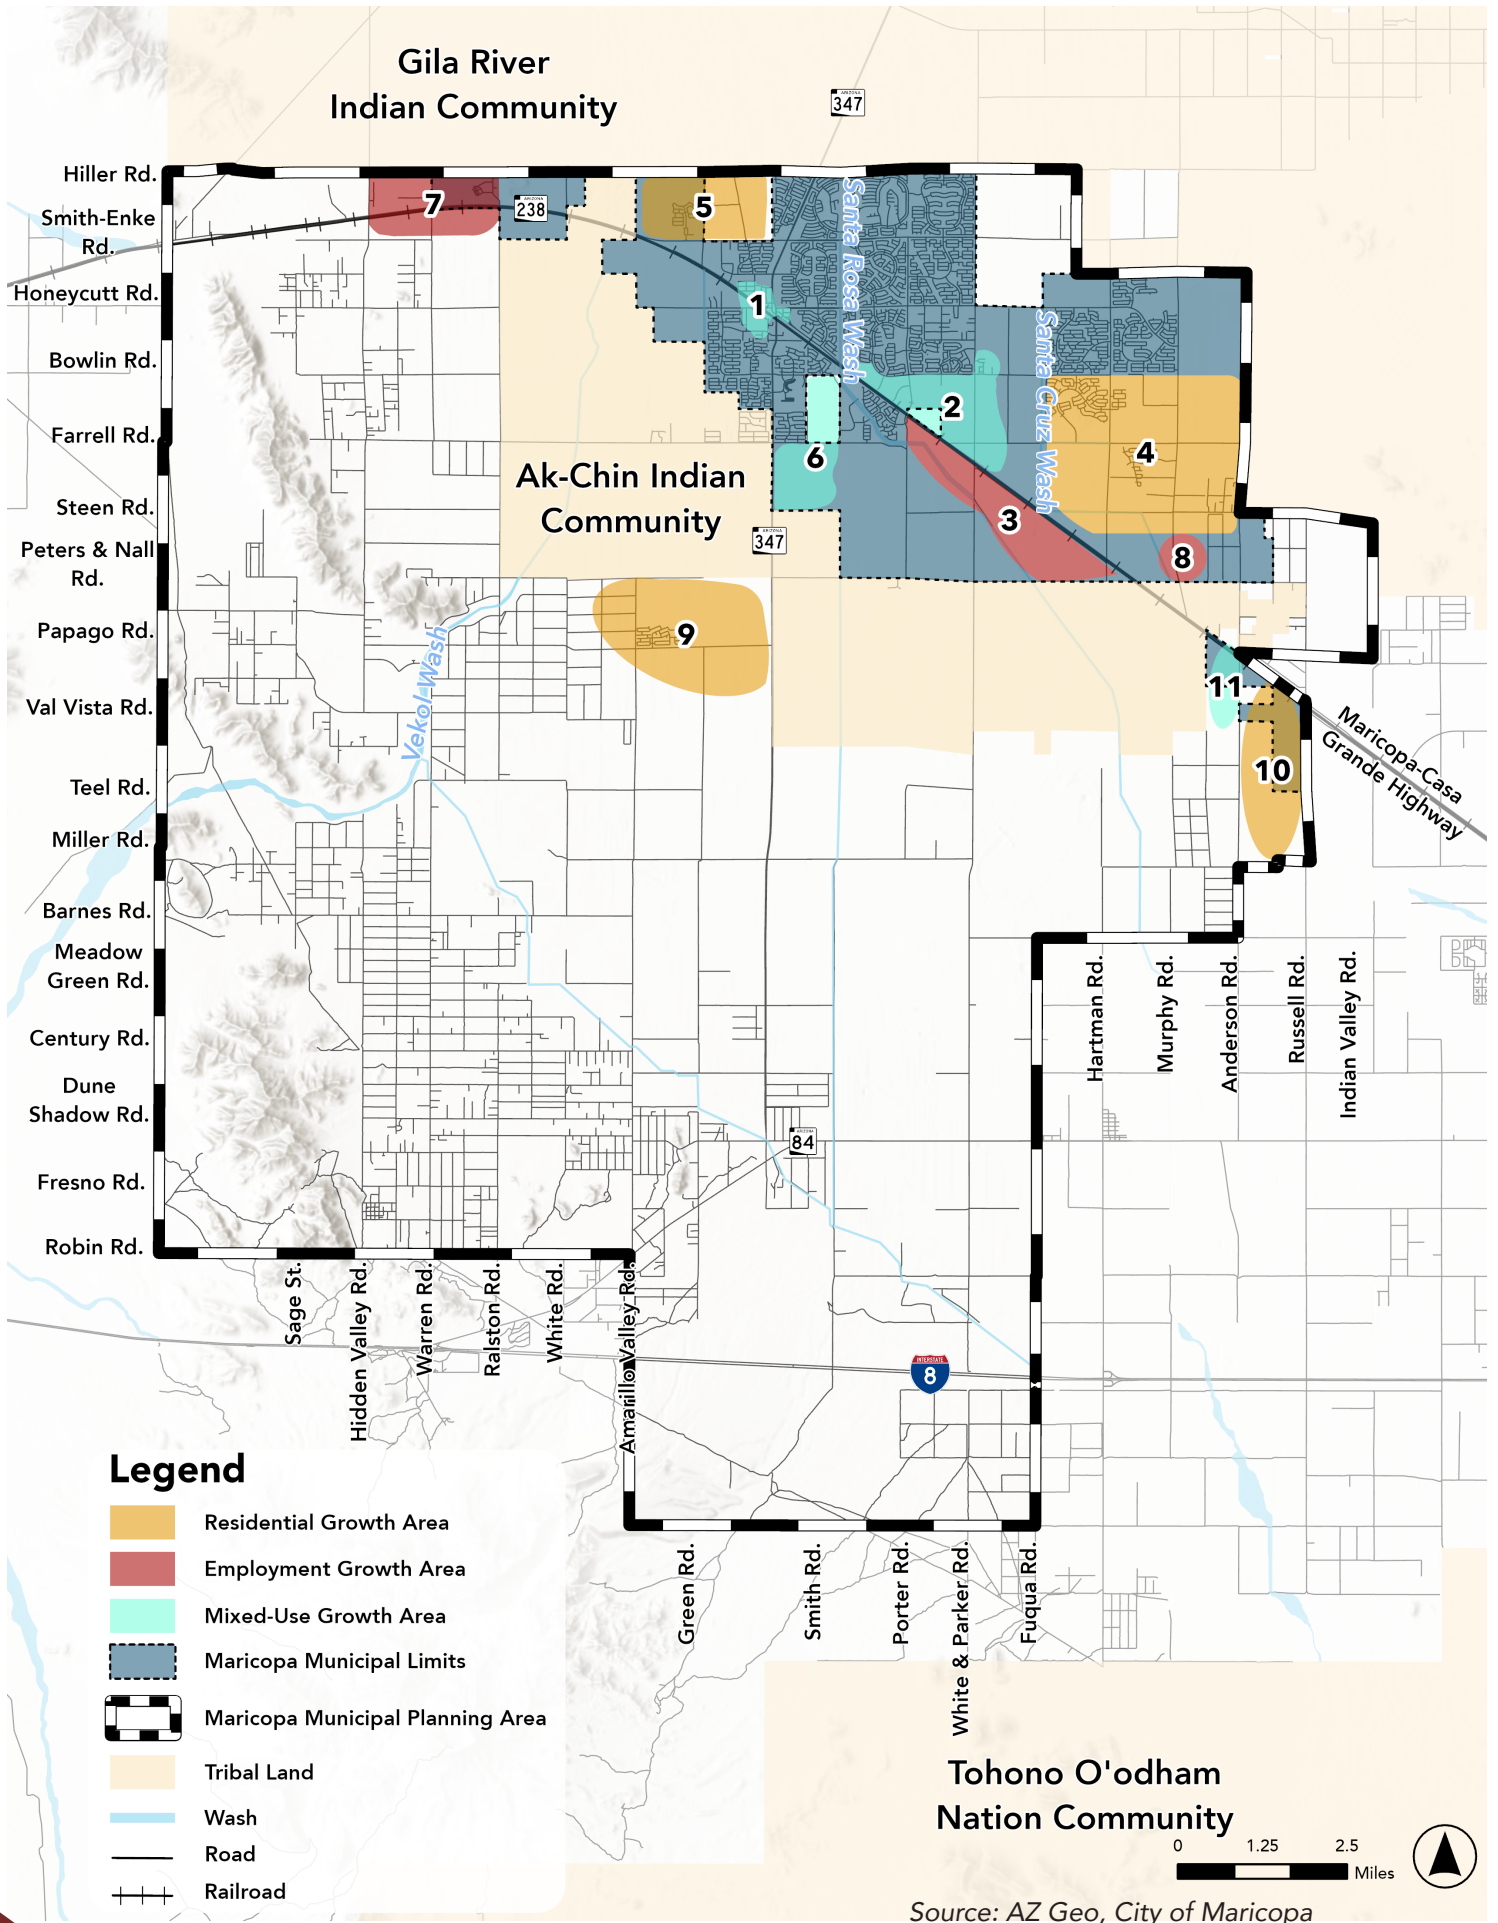 Gila River
Indian Community
ARIZONA
347
Hiller Rd.
Smith-Enke
Rd.
Honeycutt Rd.
Bowlin Rd.
Farrell Rd.
Steen Rd.
Peters & Nall
Rd.
Papago Rd.
Val Vista Rd.
Teel Rd.
Miller Rd.
Barnes Rd.
Meadow
Green Rd.
Century Rd.
Dune
Shadow Rd.
Fresno Rd.
Robin Rd.
7
ARIZONA
238
5
Santa Rosa Wash
1
Santa Cruz Wash
2
4
6
3
8
Ak-Chin Indian
Community
ARIZONA
347
9
Vekol Wash
11
10
Maricopa-Casa
Grande Highway
Hartman Rd.
Murphy Rd.
Anderson Rd.
Russell Rd.
Indian Valley Rd.
ARIZONA
84
Sage St.
Hidden Valley Rd.
Warren Rd.
Ralston Rd.
White Rd.
Amarillo Valley Rd.
INTERSTATE
8
Green Rd.
Smith Rd.
Porter Rd.
White & Parker Rd.
Fuqua Rd.
Legend
Residential Growth Area
Employment Growth Area
Mixed-Use Growth Area
Maricopa Municipal Limits
Maricopa Municipal Planning Area
Tribal Land
Wash
Road
Railroad
Tohono O'odham
Nation Community
0 1.25 2.5
Miles
Source: AZ Geo, City of Maricopa